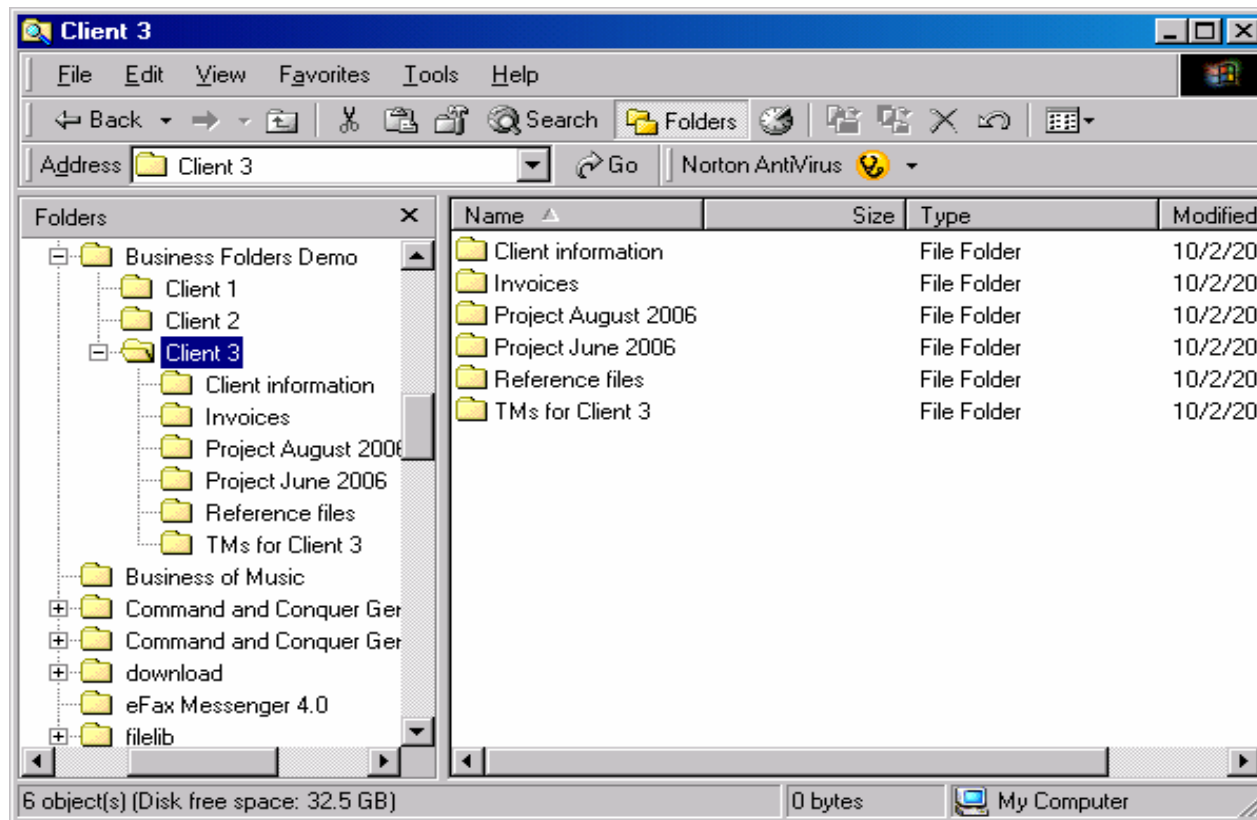 Client 3
File Edit View Favorites Tools Help
Back Search Folders
Address Client 3 Go Norton AntiVirus
Folders
Business Folders Demo
Client 1
Client 2
Client 3
Client information
Invoices
Project August 2006
Project June 2006
Reference files
TMs for Client 3
Business of Music
Command and Conquer Ger
Command and Conquer Ger
download
eFax Messenger 4.0
filelib
Name Size Type Modified
Client information File Folder 10/2/20
Invoices File Folder 10/2/20
Project August 2006 File Folder 10/2/20
Project June 2006 File Folder 10/2/20
Reference files File Folder 10/2/20
TMs for Client 3 File Folder 10/2/20
6 object(s) (Disk free space: 32.5 GB) 0 bytes My Computer